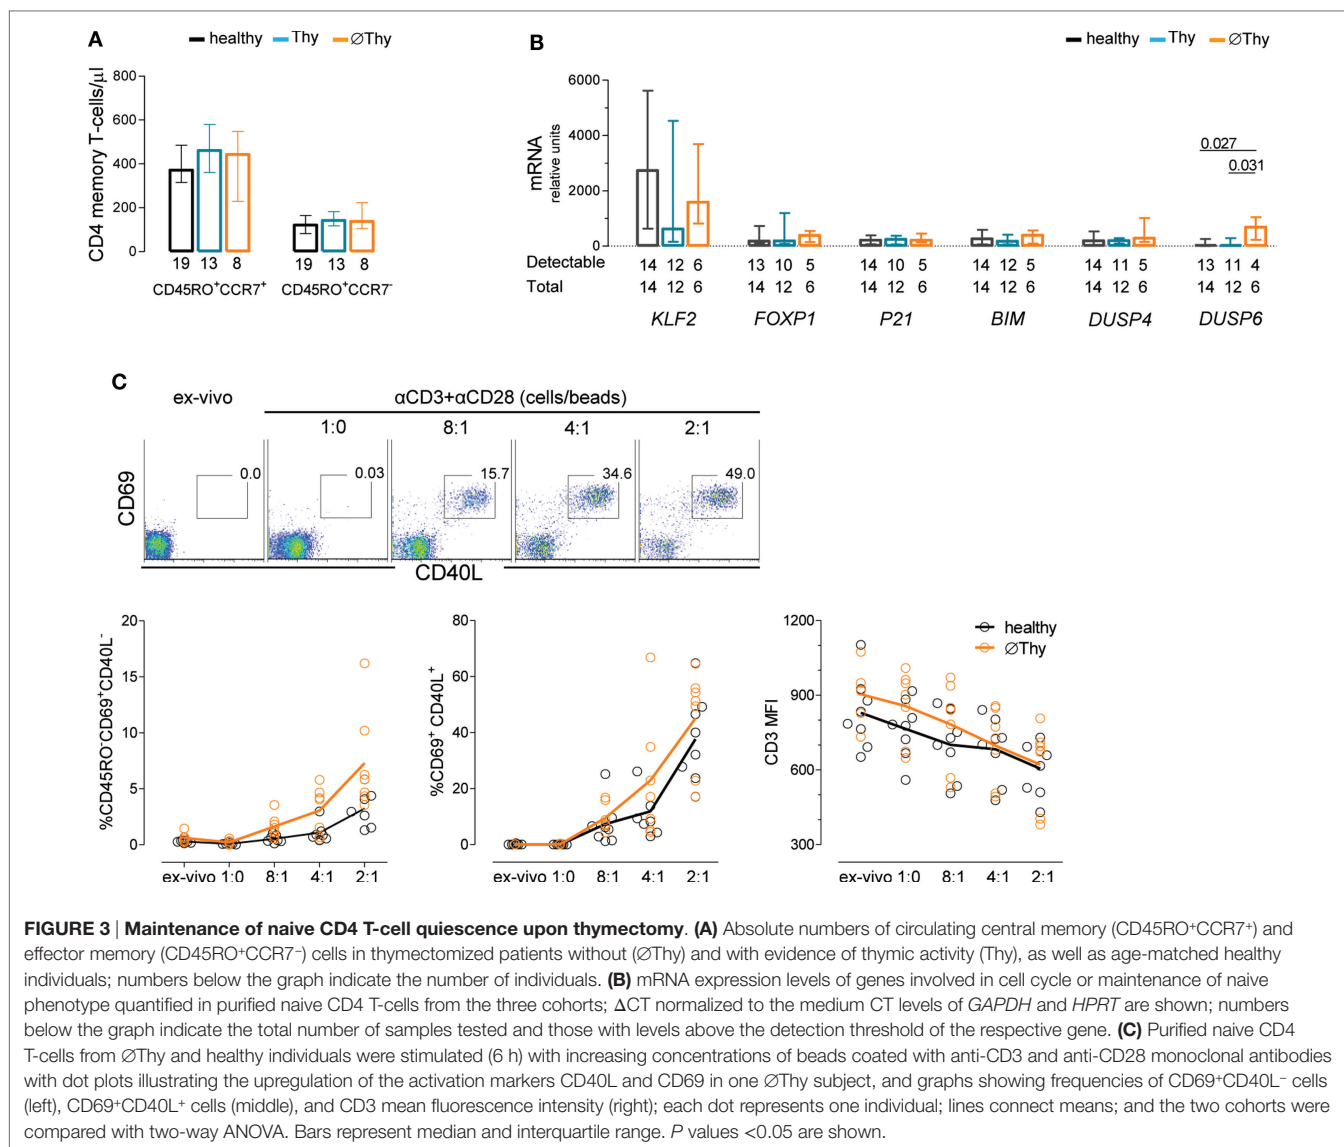 A
healthy Thy ØThy
CD4 memory T-cells/µl
800
600
400
200
0
19 13 8 19 13 8
CD45RO+CCR7+ CD45RO+CCR7-
B
healthy Thy ØThy
mRNA
relative units
6000
4000
2000
0
0.027
0.031
Detectable 14 12 6 13 10 5 14 10 5 14 12 5 14 11 5 13 11 4
Total 14 12 6 14 12 6 14 12 6 14 12 6 14 12 6 14 12 6
KLF2 FOXP1 P21 BIM DUSP4 DUSP6
C
ex-vivo αCD3+αCD28 (cells/beads)
1:0 8:1 4:1 2:1
CD69
0.0 0.03 15.7 34.6 49.0
CD40L
%CD45RO-CD69+CD40L-
20
15
10
5
0
ex-vivo 1:0 8:1 4:1 2:1
%CD69+ CD40L+
80
60
40
20
0
ex-vivo 1:0 8:1 4:1 2:1
CD3 MFI
1200
900
600
300
healthy
ØThy
ex-vivo 1:0 8:1 4:1 2:1
FIGURE 3 | Maintenance of naive CD4 T-cell quiescence upon thymectomy. (A) Absolute numbers of circulating central memory (CD45RO+CCR7+) and
effector memory (CD45RO+CCR7−) cells in thymectomized patients without (ØThy) and with evidence of thymic activity (Thy), as well as age-matched healthy
individuals; numbers below the graph indicate the number of individuals. (B) mRNA expression levels of genes involved in cell cycle or maintenance of naive
phenotype quantified in purified naive CD4 T-cells from the three cohorts; ΔCT normalized to the medium CT levels of GAPDH and HPRT are shown; numbers
below the graph indicate the total number of samples tested and those with levels above the detection threshold of the respective gene. (C) Purified naive CD4
T-cells from ØThy and healthy individuals were stimulated (6 h) with increasing concentrations of beads coated with anti-CD3 and anti-CD28 monoclonal antibodies
with dot plots illustrating the upregulation of the activation markers CD40L and CD69 in one ØThy subject, and graphs showing frequencies of CD69+CD40L− cells
(left), CD69+CD40L+ cells (middle), and CD3 mean fluorescence intensity (right); each dot represents one individual; lines connect means; and the two cohorts were
compared with two-way ANOVA. Bars represent median and interquartile range. P values <0.05 are shown.